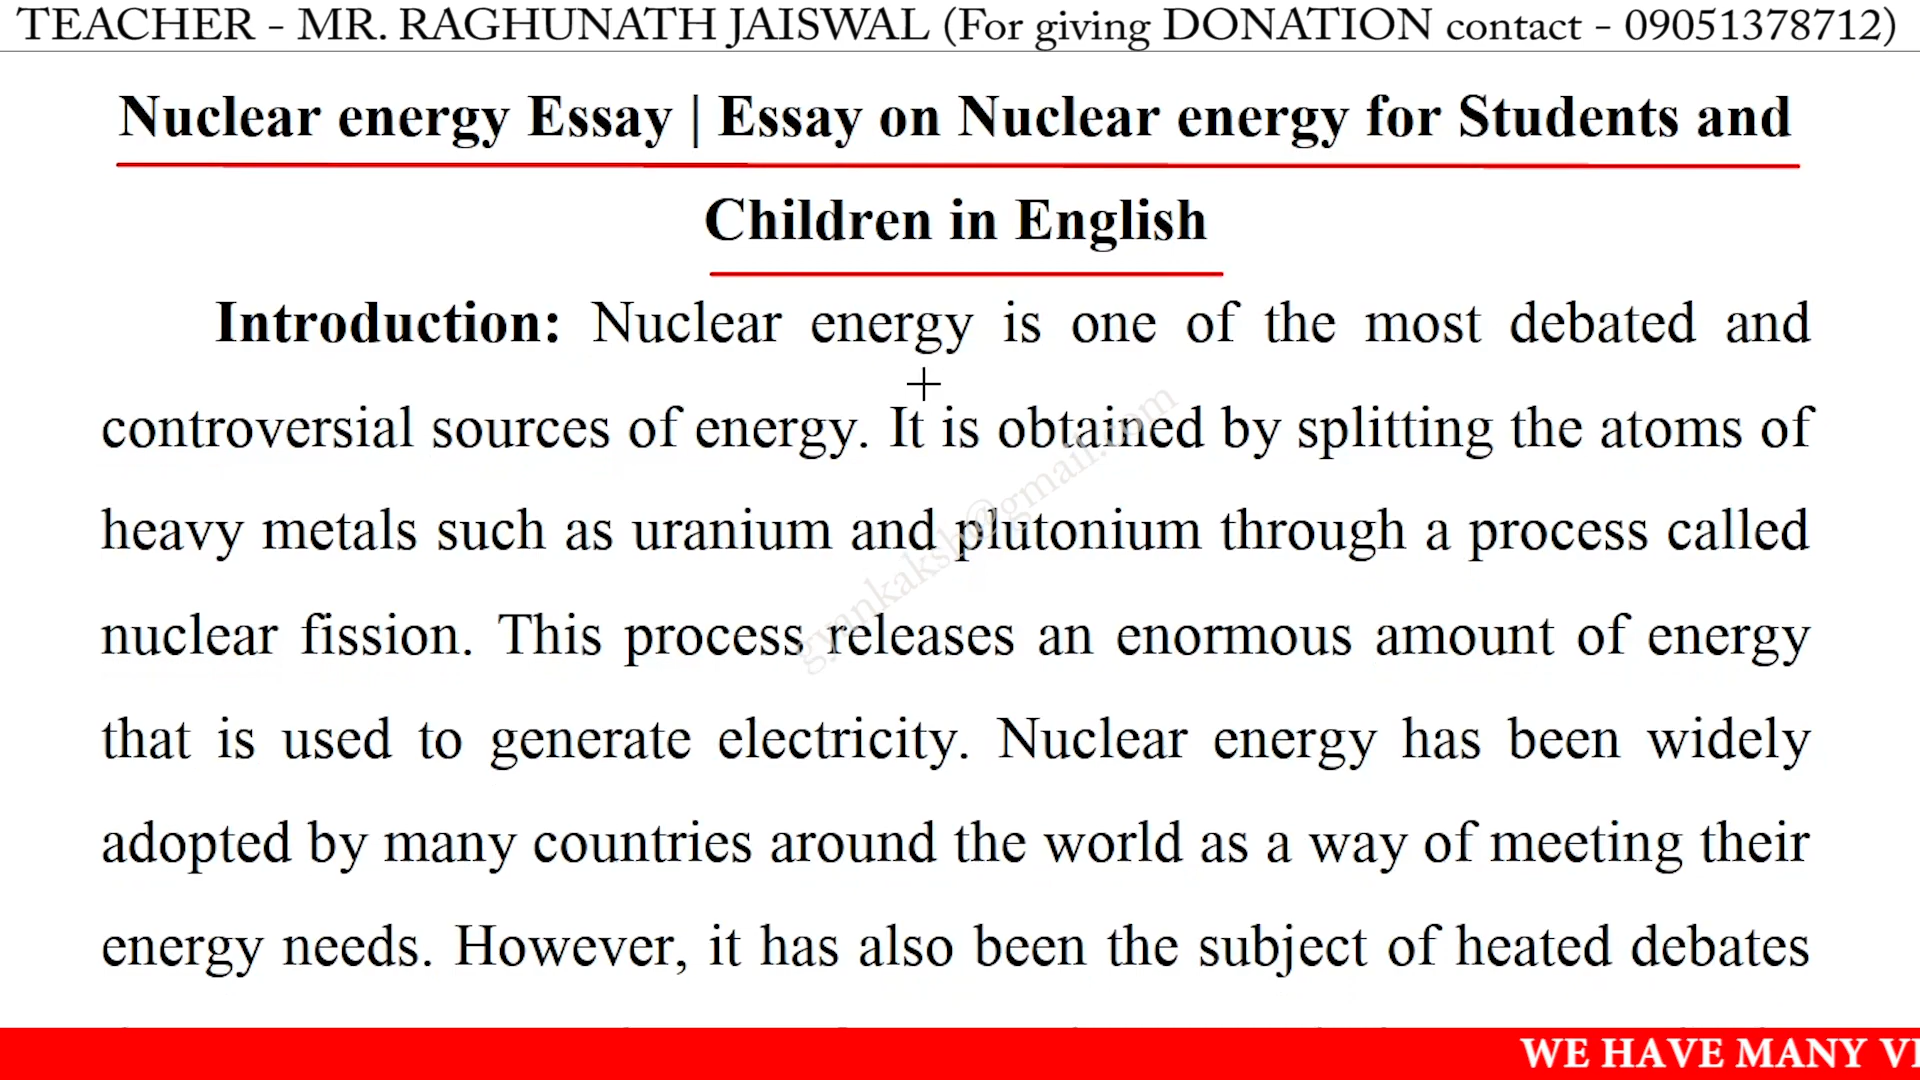 TEACHER - MR. RAGHUNATH JAISWAL (For giving DONATION contact - 09051378712)
Nuclear energy Essay | Essay on Nuclear energy for Students and
Children in English
Introduction: Nuclear energy is one of the most debated and
controversial sources of energy. It is obtained by splitting the atoms of
heavy metals such as uranium and plutonium through a process called
nuclear fission. This process releases an enormous amount of energy
that is used to generate electricity. Nuclear energy has been widely
adopted by many countries around the world as a way of meeting their
energy needs. However, it has also been the subject of heated debates
gyankaksh@gmail.com
WE HAVE MANY